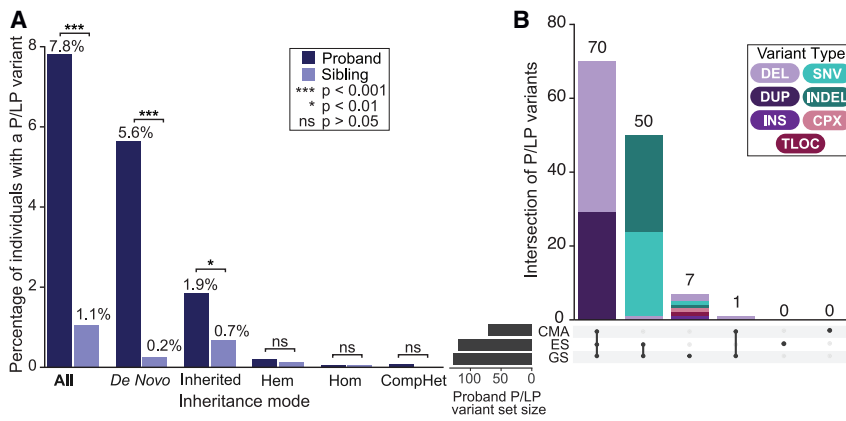 A
Percentage of individuals with a P/LP variant
8
6
4
2
0
***
7.8%
1.1%
***
5.6%
0.2%
*
1.9%
0.7%
ns
ns
ns
Proband
Sibling
*** p < 0.001
* p < 0.01
ns p > 0.05
All
De Novo
Inherited
Hem
Hom
CompHet
Inheritance mode
B
Intersection of P/LP variants
80
60
40
20
0
70
50
7
1
0
0
Variant Type
DEL SNV
DUP INDEL
INS CPX
TLOC
CMA
ES
GS
100 50 0
Proband P/LP
variant set size